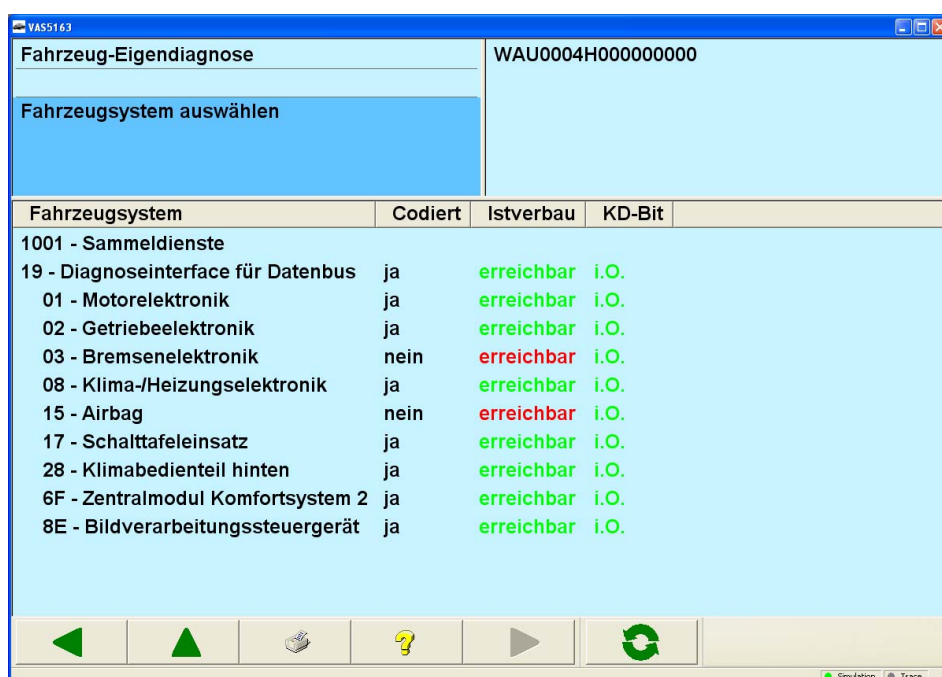 VAS5163
Fahrzeug-Eigendiagnose
WAU0004H000000000
Fahrzeugsystem auswählen
Fahrzeugsystem Codiert Istverbau KD-Bit
1001 - Sammeldienste
19 - Diagnoseinterface für Datenbus ja erreichbar i.O.
01 - Motorelektronik ja erreichbar i.O.
02 - Getriebeelektronik ja erreichbar i.O.
03 - Bremsenelektronik nein erreichbar i.O.
08 - Klima-/Heizungselektronik ja erreichbar i.O.
15 - Airbag nein erreichbar i.O.
17 - Schalttafeleinsatz ja erreichbar i.O.
28 - Klimabedienteil hinten ja erreichbar i.O.
6F - Zentralmodul Komfortsystem 2 ja erreichbar i.O.
8E - Bildverarbeitungssteuergerät ja erreichbar i.O.
Simulation Trace